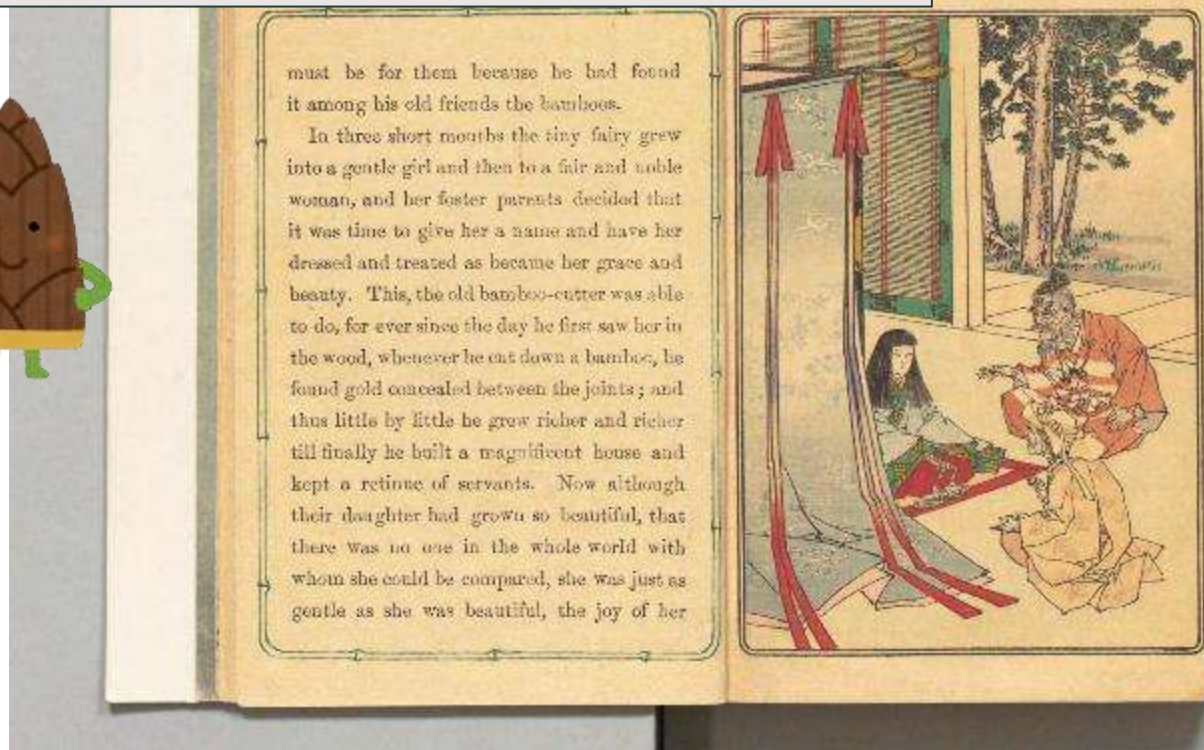 must be for them because he had found
it among his old friends the bamboos.
In three short months the tiny fairy grew
into a gentle girl and then to a fair and noble
woman, and her foster parents decided that
it was time to give her a name and have her
dressed and treated as became her grace and
beauty. This, the old bamboo-cutter was able
to do, for ever since the day he first saw her in
the wood, whenever he cut down a bamboo, he
found gold concealed between the joints; and
thus little by little he grew richer and richer
till finally he built a magnificent house and
kept a retinue of servants. Now although
their daughter had grown so beautiful, that
there was no one in the whole world with
whom she could be compared, she was just as
gentle as she was beautiful, the joy of her